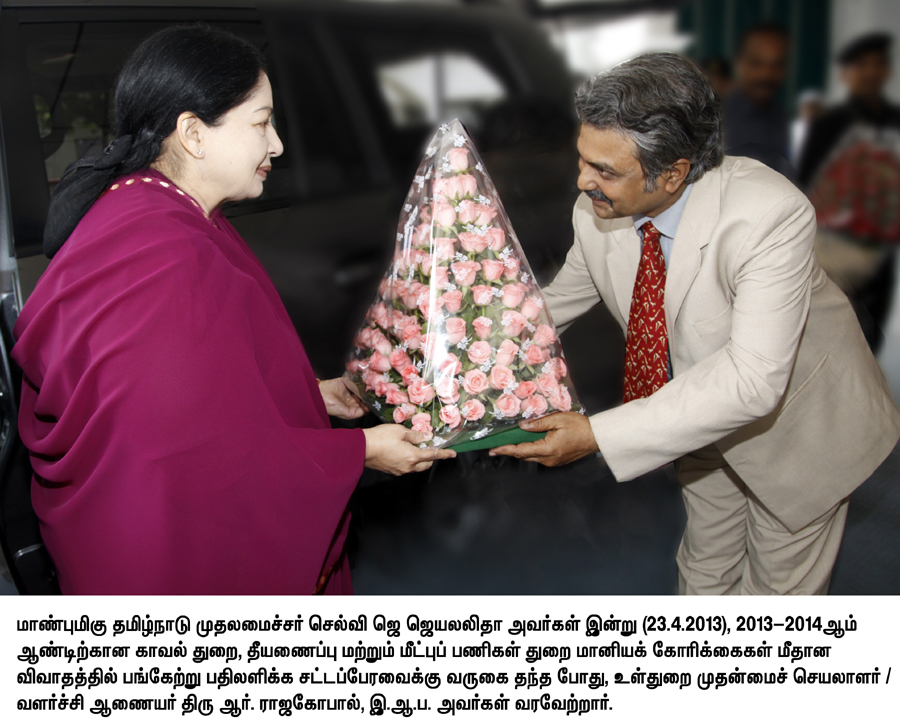 மாண்புமிகு தமிழ்நாடு முதலமைச்சர் செல்வி ஜெ ஜெயலலிதா அவர்கள் இன்று (23.4.2013), 2013–2014ஆம்
ஆண்டிற்கான காவல் துறை, தீயணைப்பு மற்றும் மீட்புப் பணிகள் துறை மானியக் கோரிக்கைகள் மீதான
விவாதத்தில் பங்கேற்று பதிலளிக்க சட்டப்பேரவைக்கு வருகை தந்த போது, உள்துறை முதன்மைச் செயலாளர் /
வளர்ச்சி ஆணையர் திரு ஆர். ராஜகோபால், இ.ஆ.ப. அவர்கள் வரவேற்றார்.